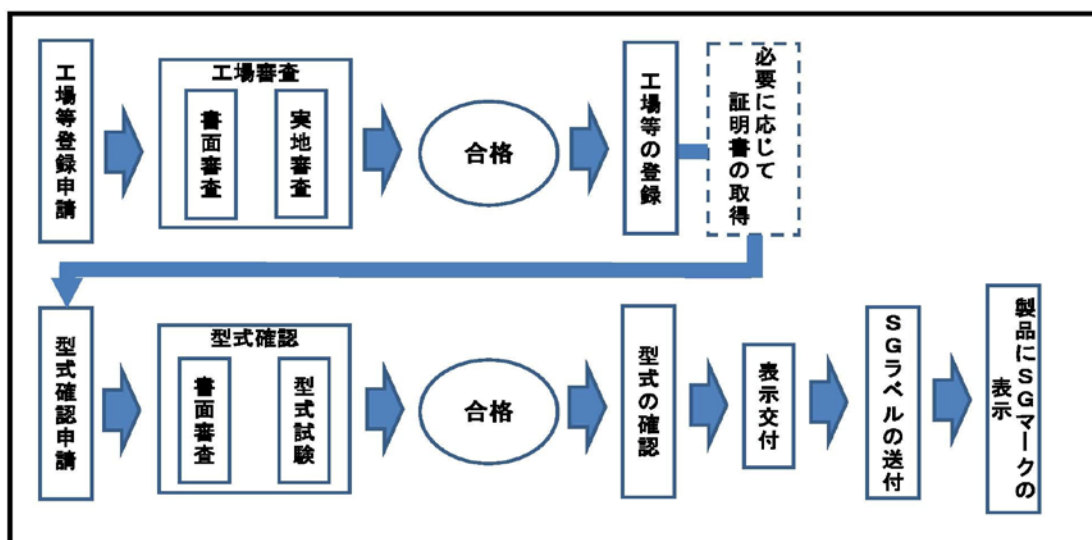 工場等登録申請
工場審査
書面審査
実地審査
合格
工場等の登録
必要に応じて
証明書の取得
型式確認申請
型式確認
書面審査
型式試験
合格
型式の確認
表示交付
SGラベルの送付
製品にSGマークの
表示